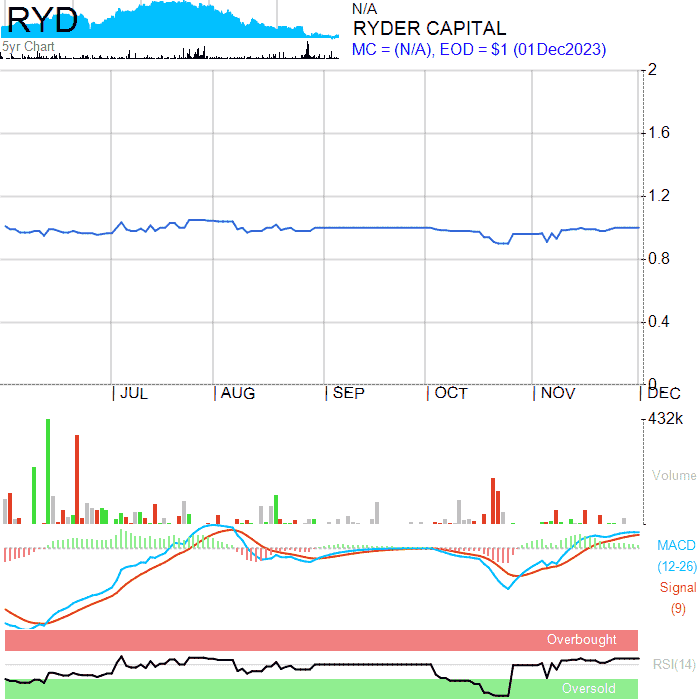 RYD
5yr Chart
N/A
RYDER CAPITAL
MC = (N/A), EOD = $1 (01Dec2023)
2
1.6
1.2
0.8
0.4
0
JUL AUG SEP OCT NOV DEC
432k
Volume
MACD
(12-26)
Signal
(9)
Overbought
RSI(14)
Oversold